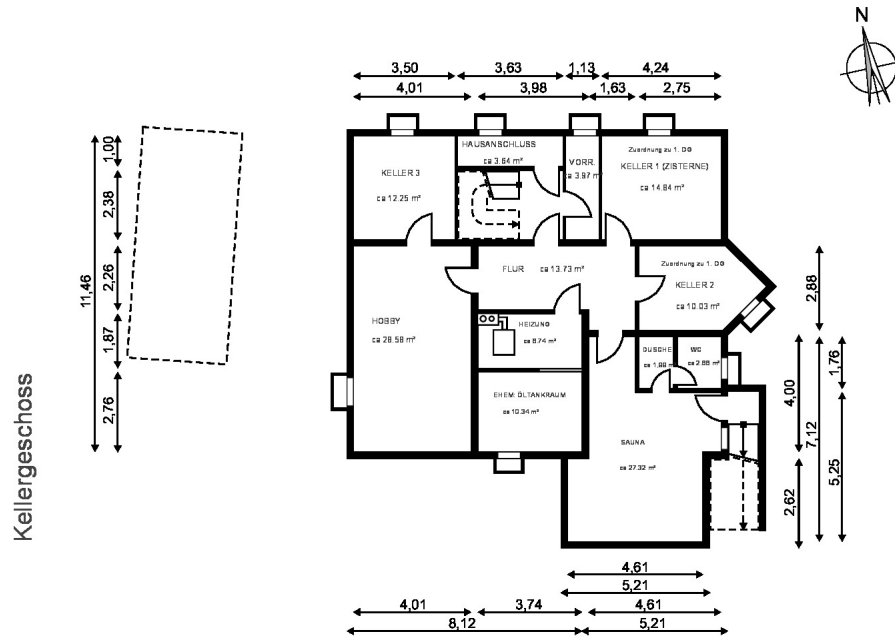 N
3,50 3,63 1,13 4,24
4,01 3,98 1,63 2,75
1,00
2,38
2,26
1,87
2,76
11,46
HAUSANSCHLUSS
ca 3.64 m²
VORR.
ca 3.97 m²
Zuordnung zu 1. OG
KELLER 1 (ZISTERNE)
ca 14.84 m²
KELLER 3
ca 12.25 m²
FLUR ca 13.73 m²
Zuordnung zu 1. OG
KELLER 2
ca 10.03 m²
HOBBY
ca 28.58 m²
HEIZUNG
ca 6.74 m²
DUSCHE
WC
EHEM. ÖLTANKRAUM
ca 10.34 m²
SAUNA
ca 27.32 m²
2,88
1,76
4,00
7,12
5,25
2,62
Kellergeschoss
4,61
5,21
4,01 3,74 4,61
8,12 5,21